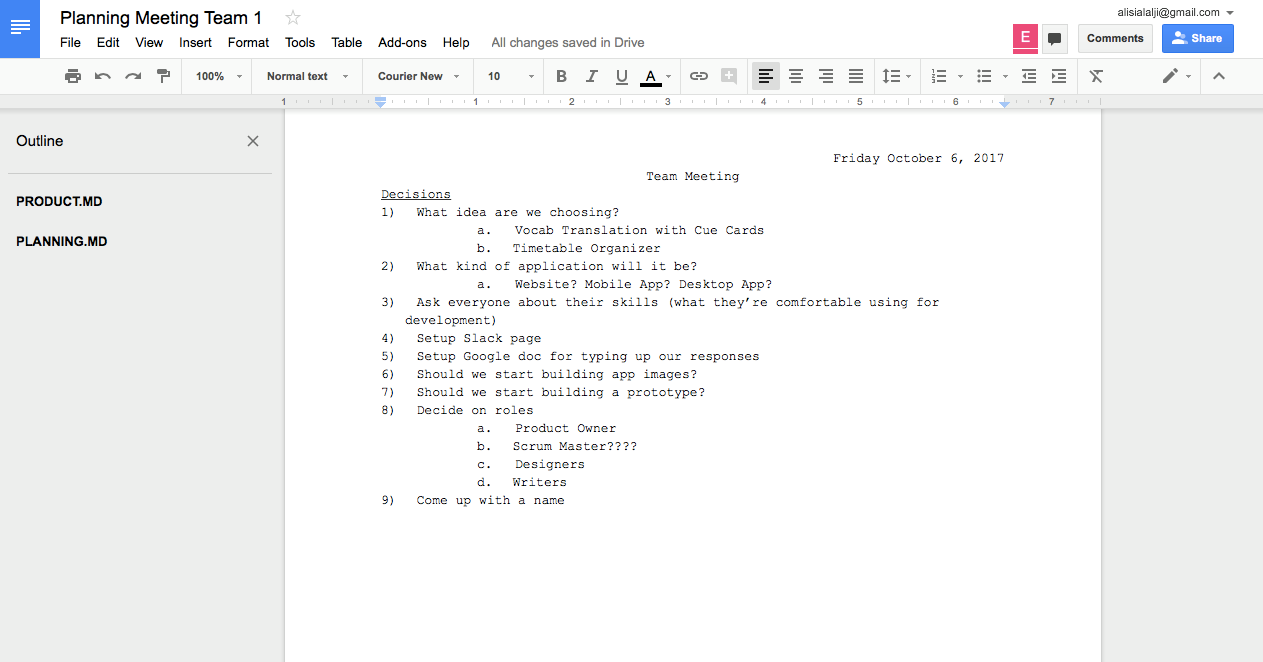 Planning Meeting Team 1
alisialalji@gmail.com
File Edit View Insert Format Tools Table Add-ons Help All changes saved in Drive
E
Comments
Share
100% Normal text Courier New 10 B I U A
1 1 2 3 4 5 6 7
Outline
PRODUCT.MD
PLANNING.MD
Friday October 6, 2017
Team Meeting
Decisions
1) What idea are we choosing?
a. Vocab Translation with Cue Cards
b. Timetable Organizer
2) What kind of application will it be?
a. Website? Mobile App? Desktop App?
3) Ask everyone about their skills (what they’re comfortable using for
development)
4) Setup Slack page
5) Setup Google doc for typing up our responses
6) Should we start building app images?
7) Should we start building a prototype?
8) Decide on roles
a. Product Owner
b. Scrum Master????
c. Designers
d. Writers
9) Come up with a name